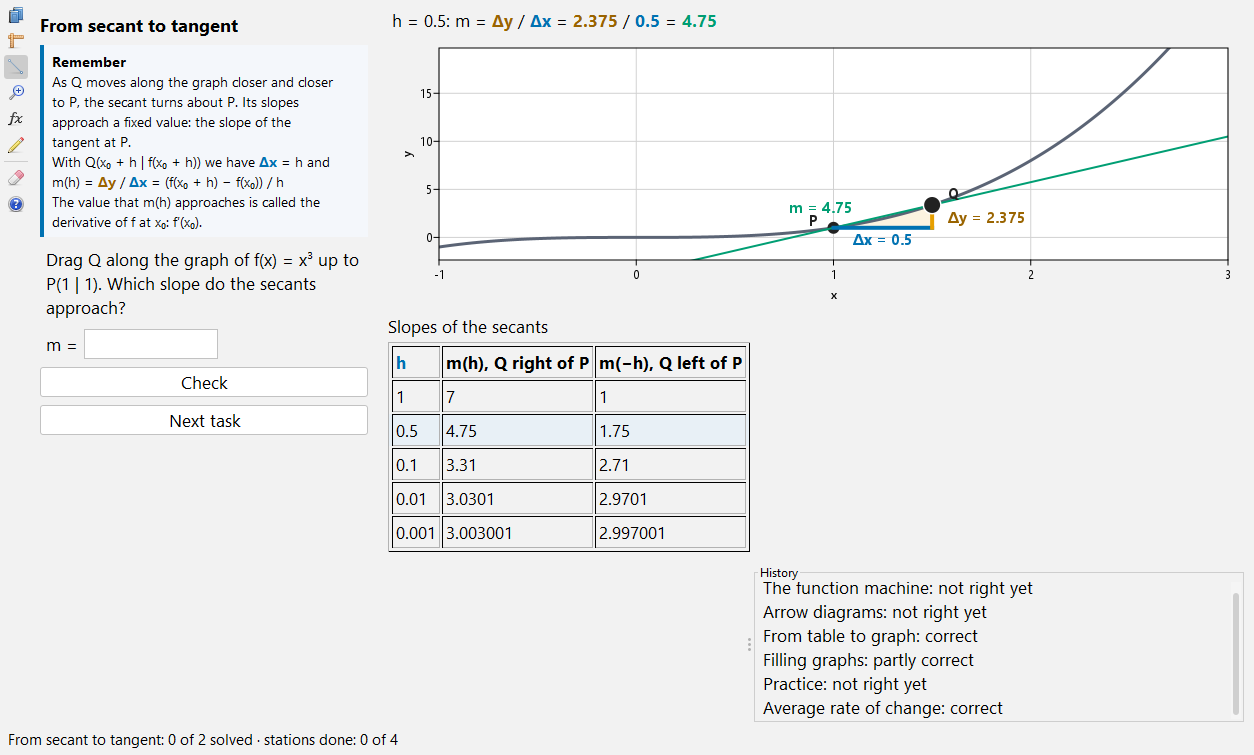 From secant to tangent
Remember
As Q moves along the graph closer and closer
to P, the secant turns about P. Its slopes
approach a fixed value: the slope of the
tangent at P.
With Q(x₀ + h | f(x₀ + h)) we have Δx = h and
m(h) = Δy / Δx = (f(x₀ + h) − f(x₀)) / h
The value that m(h) approaches is called the
derivative of f at x₀: f′(x₀).
Drag Q along the graph of f(x) = x³ up to
P(1 | 1). Which slope do the secants
approach?
m =
Check
Next task
h = 0.5: m = Δy / Δx = 2.375 / 0.5 = 4.75
15
10
5
0
y
-1 0 1 2 3
x
m = 4.75
P
Q
Δy = 2.375
Δx = 0.5
Slopes of the secants
h m(h), Q right of P m(−h), Q left of P
1 7 1
0.5 4.75 1.75
0.1 3.31 2.71
0.01 3.0301 2.9701
0.001 3.003001 2.997001
History
The function machine: not right yet
Arrow diagrams: not right yet
From table to graph: correct
Filling graphs: partly correct
Practice: not right yet
Average rate of change: correct
fx
?
From secant to tangent: 0 of 2 solved · stations done: 0 of 4